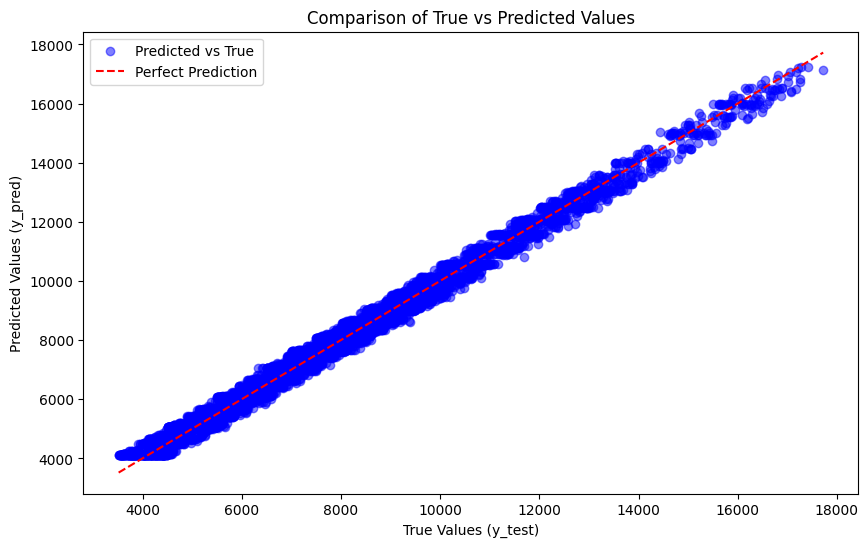 Comparison of True vs Predicted Values
Predicted vs True
Perfect Prediction
Predicted Values (y_pred)
18000
16000
14000
12000
10000
8000
6000
4000
4000 6000 8000 10000 12000 14000 16000 18000
True Values (y_test)